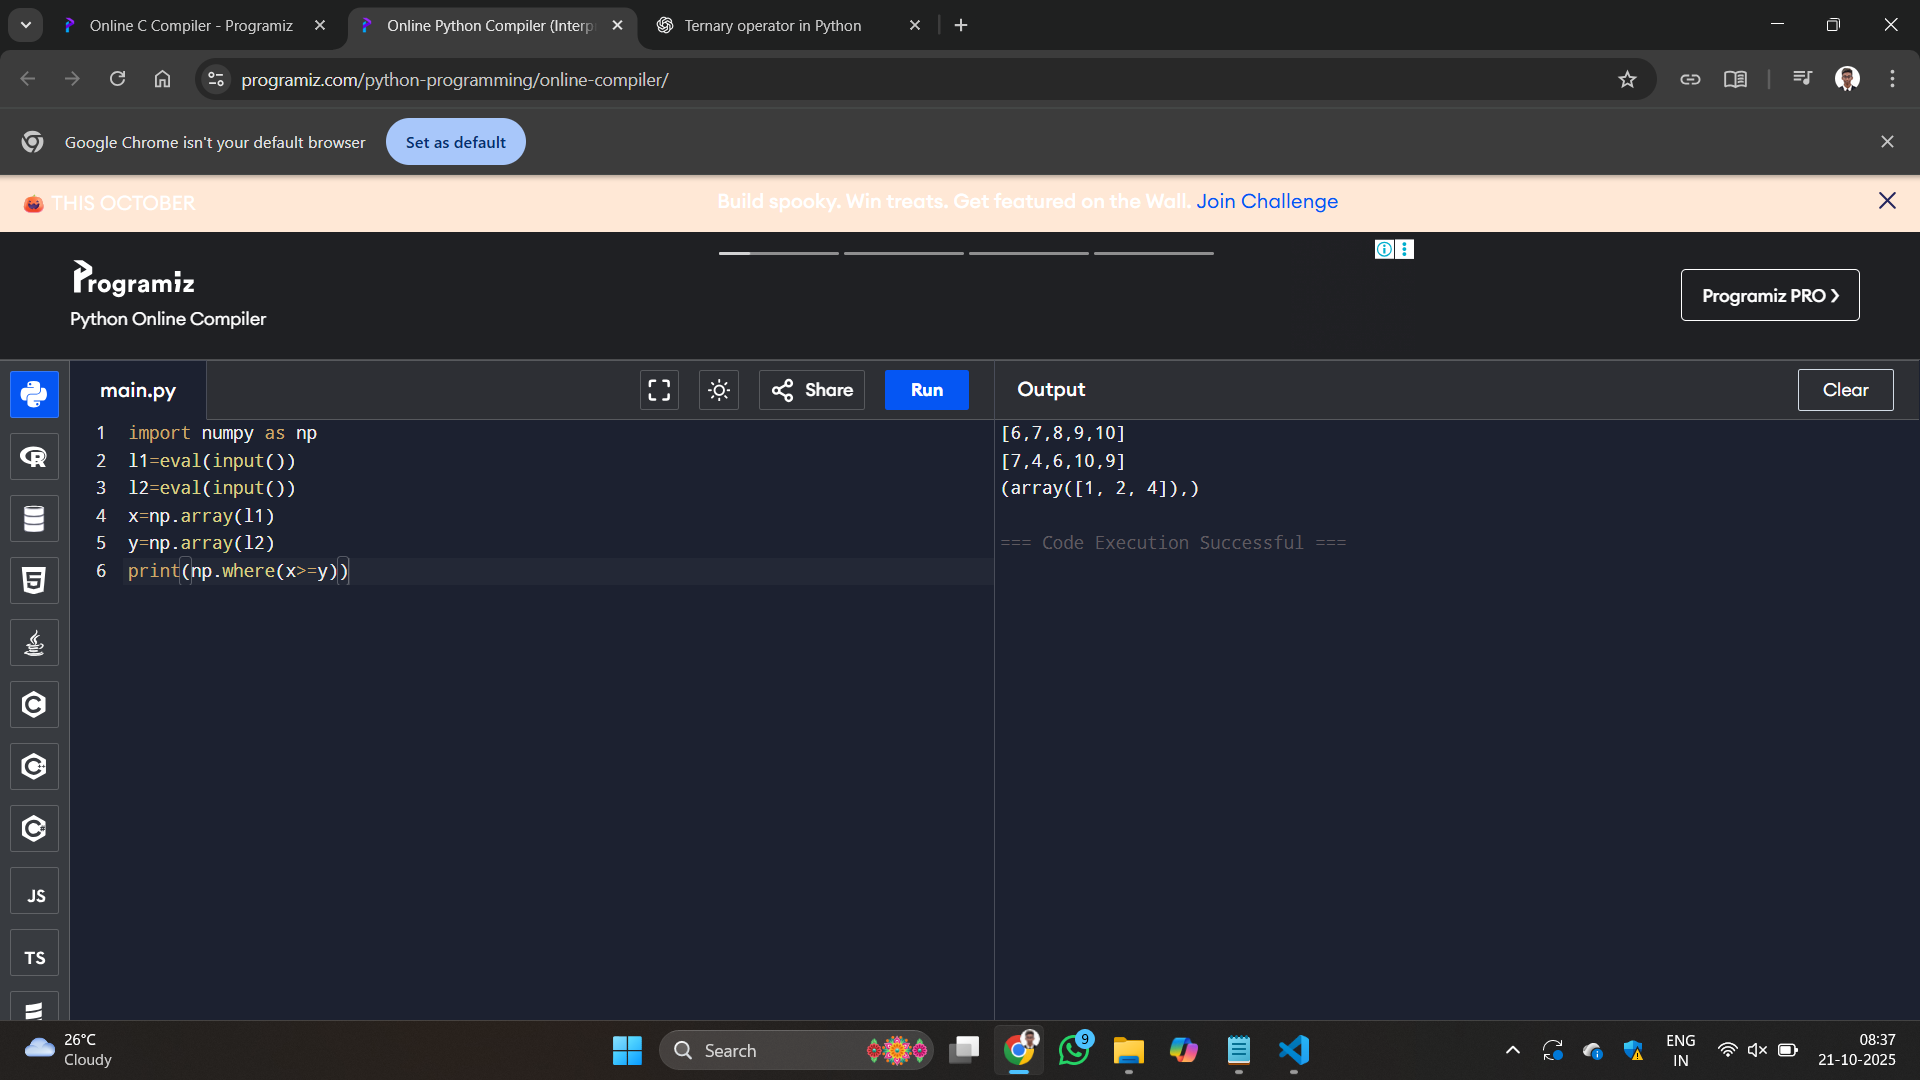 Online C Compiler - Programiz
Online Python Compiler (Interp
Ternary operator in Python
programiz.com/python-programming/online-compiler/
Google Chrome isn't your default browser
Set as default
THIS OCTOBER
Build spooky. Win treats. Get featured on the Wall. Join Challenge
Programiz
Python Online Compiler
Programiz PRO ❯
main.py
Share
Run
Output
Clear
1 import numpy as np
2 l1=eval(input())
3 l2=eval(input())
4 x=np.array(l1)
5 y=np.array(l2)
6 print(np.where(x>=y))
[6,7,8,9,10]
[7,4,6,10,9]
(array([1, 2, 4]),)
=== Code Execution Successful ===
R
5
C
C
C
JS
TS
26°C
Cloudy
Search
9
ENG
IN
08:37
21-10-2025